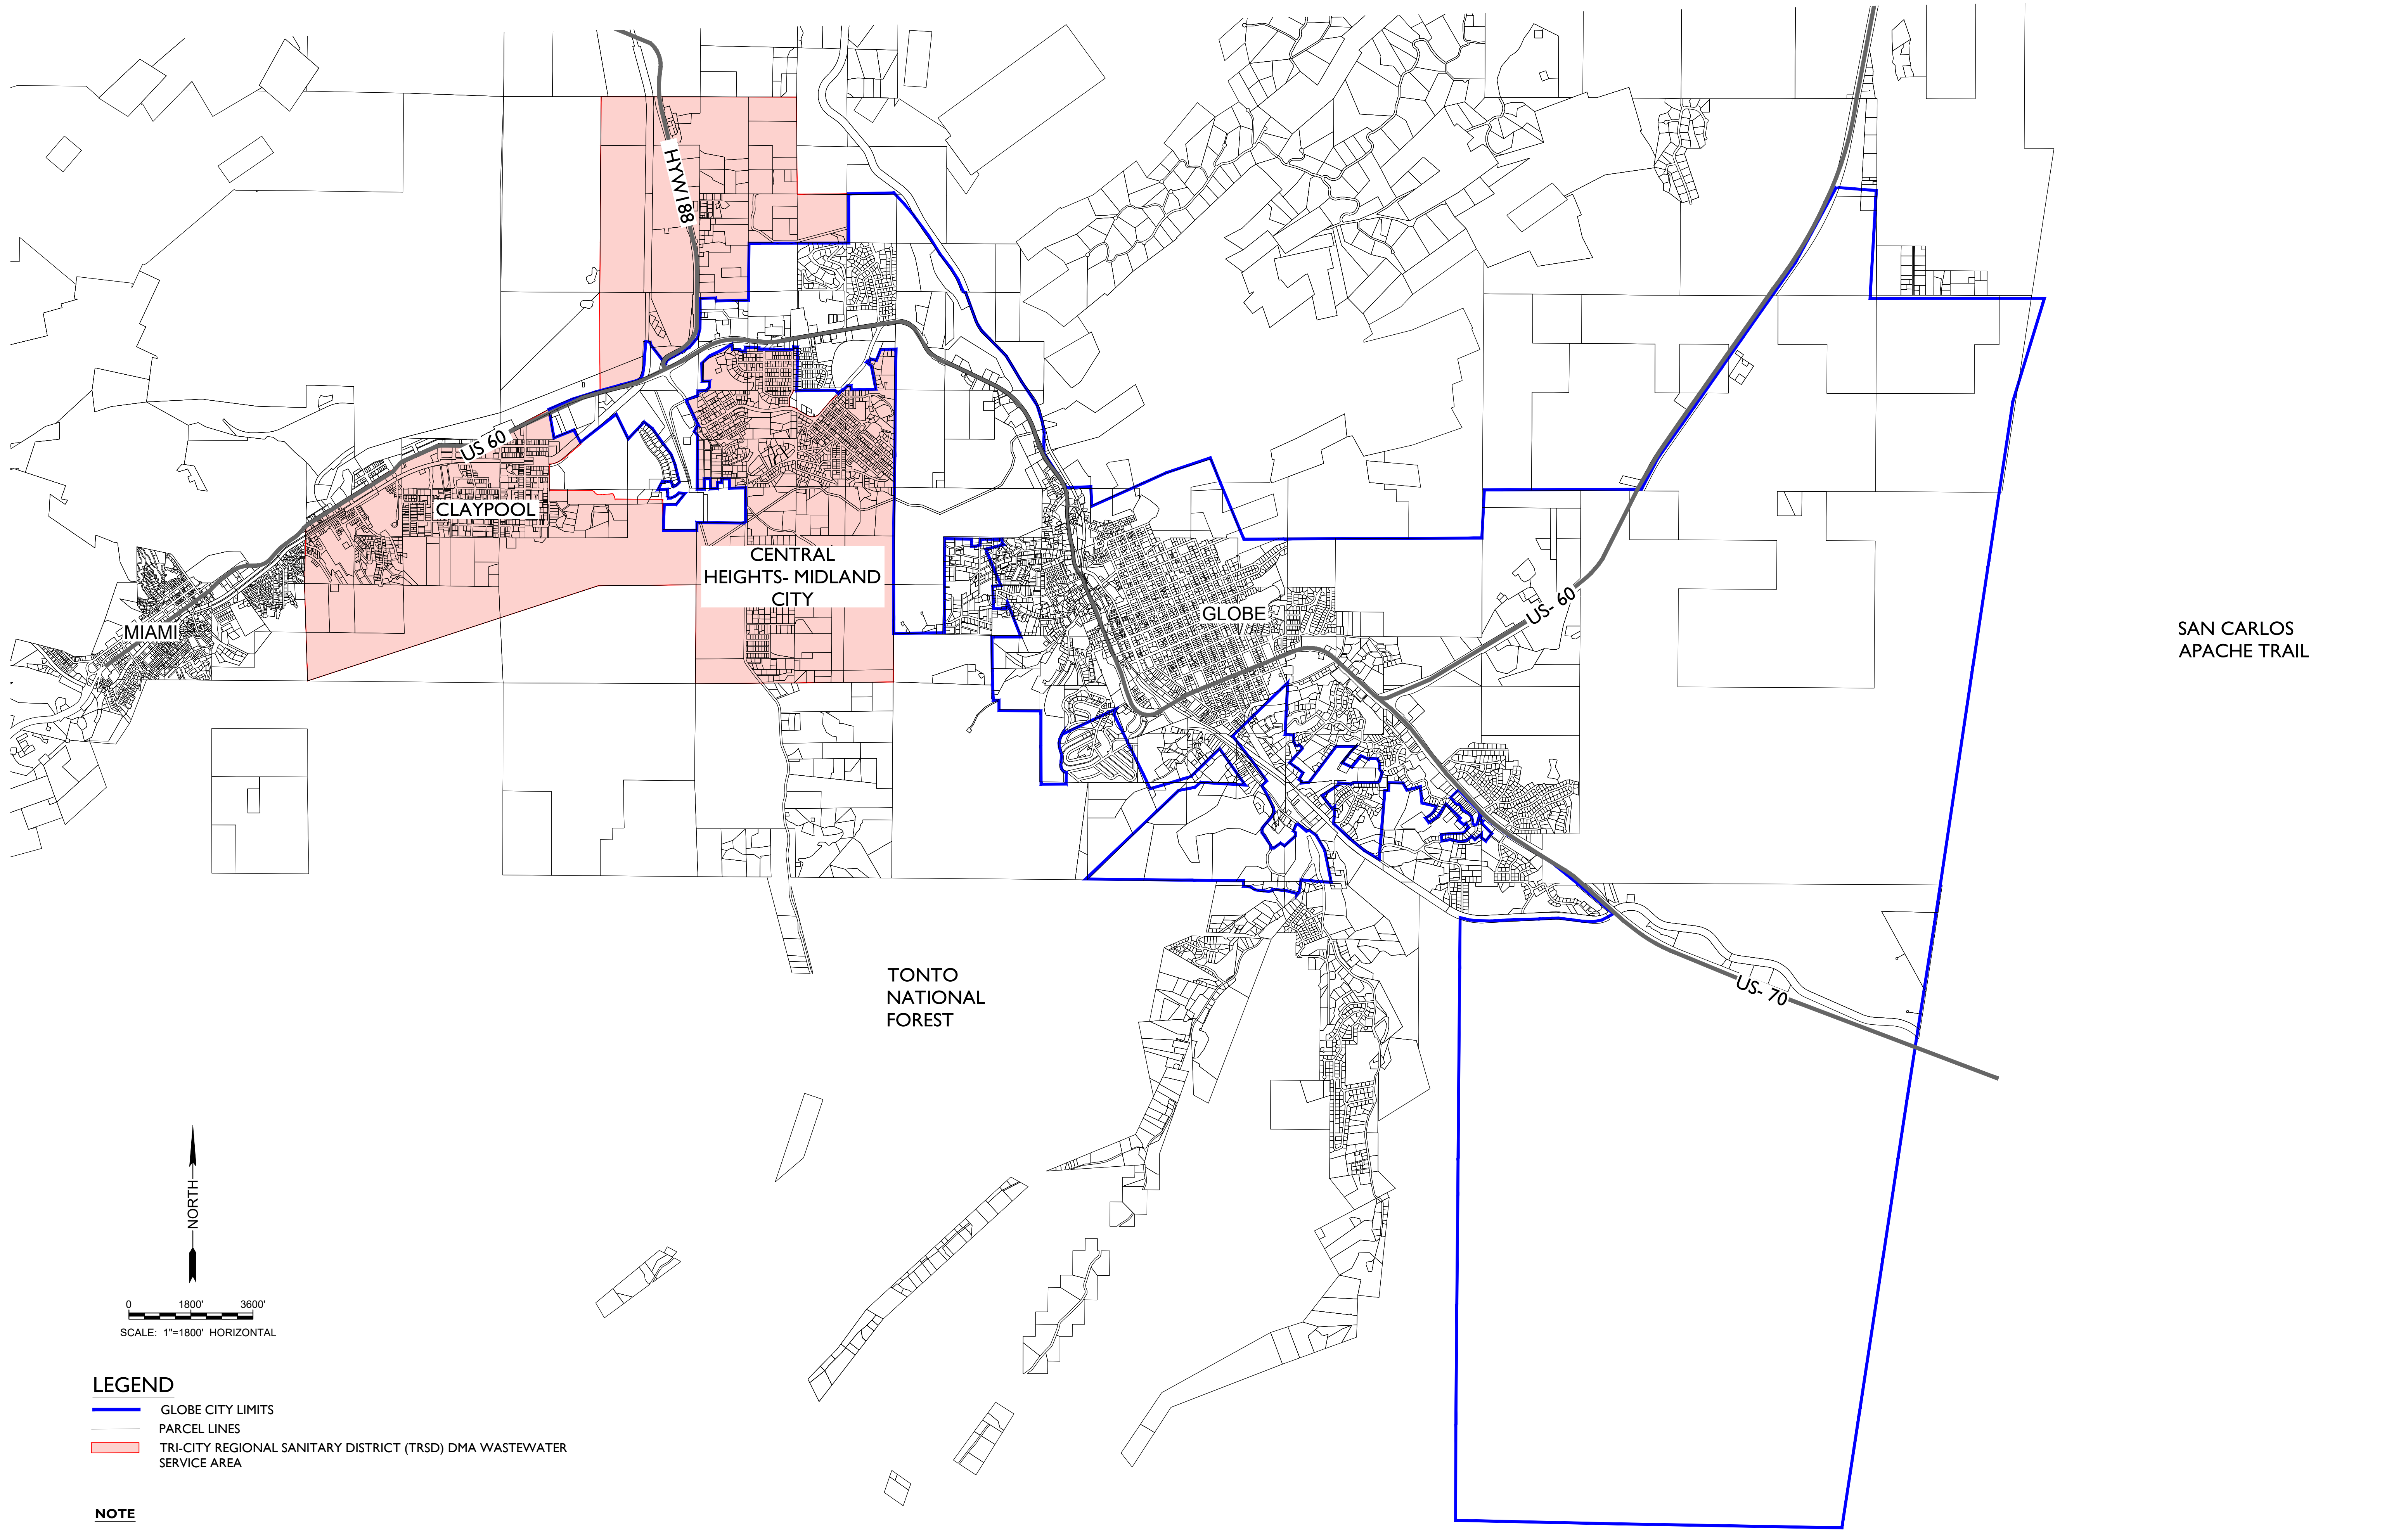 HYW188
US 60
CLAYPOOL
CENTRAL
HEIGHTS- MIDLAND
CITY
MIAMI
GLOBE
US- 60
SAN CARLOS
APACHE TRAIL
TONTO
NATIONAL
FOREST
US- 70
NORTH
0 1800' 3600'
SCALE: 1"=1800' HORIZONTAL
LEGEND
GLOBE CITY LIMITS
PARCEL LINES
TRI-CITY REGIONAL SANITARY DISTRICT (TRSD) DMA WASTEWATER
SERVICE AREA
NOTE